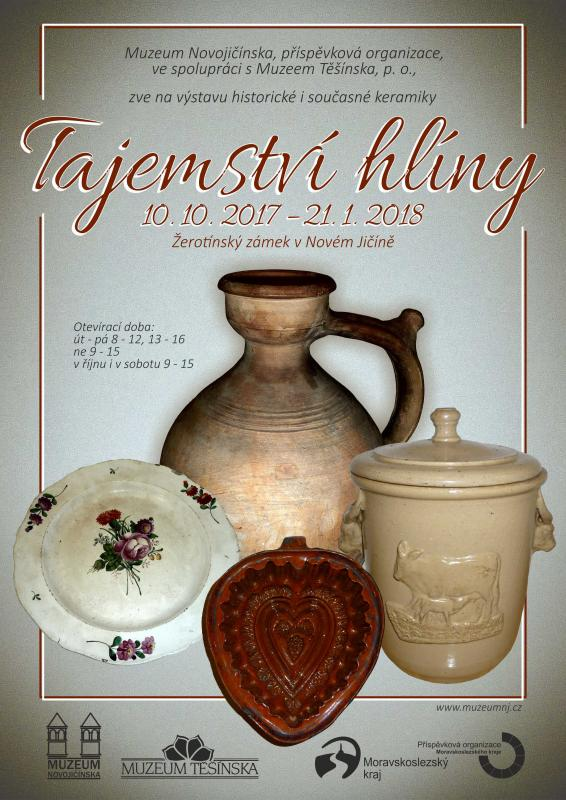 Muzeum Novojičínska, příspěvková organizace,
ve spolupráci s Muzeem Těšínska, p. o.,
zve na výstavu historické i současné keramiky
Tajemství hlíny
10. 10. 2017 – 21. 1. 2018
Žerotínský zámek v Novém Jičíně
Otevírací doba:
út - pá 8 - 12, 13 - 16
ne 9 - 15
v říjnu i v sobotu 9 - 15
www.muzeumnj.cz
MUZEUM
NOVOJIČÍNSKA
MUZEUM TĚŠÍNSKA
Moravskoslezský
kraj
Příspěvková organizace
Moravskoslezského kraje